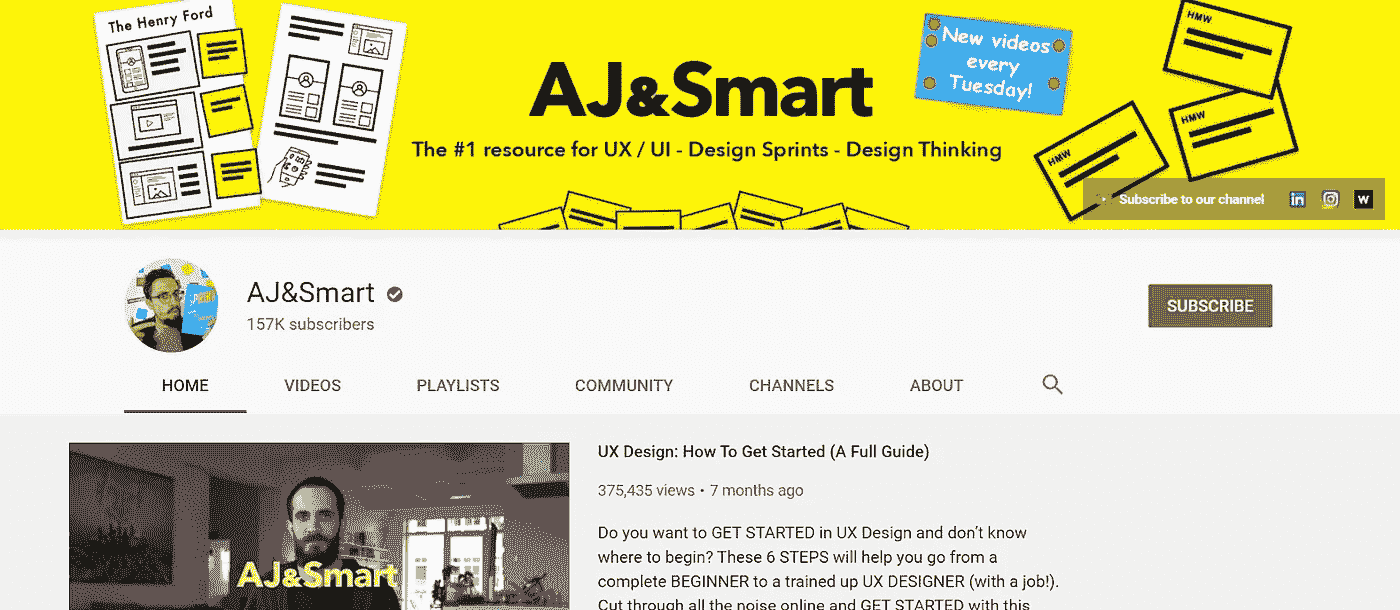 The Henry Ford
AJ&Smart
The #1 resource for UX / UI - Design Sprints - Design Thinking
New videos
every
Tuesday!
HMW
HMW
HMW
Subscribe to our channel
AJ&Smart
157K subscribers
SUBSCRIBE
HOME VIDEOS PLAYLISTS COMMUNITY CHANNELS ABOUT
UX Design: How To Get Started (A Full Guide)
375,435 views • 7 months ago
Do you want to GET STARTED in UX Design and don't know
where to begin? These 6 STEPS will help you go from a
complete BEGINNER to a trained up UX DESIGNER (with a job!).
Cut through all the noise online and GET STARTED with this
AJ&Smart